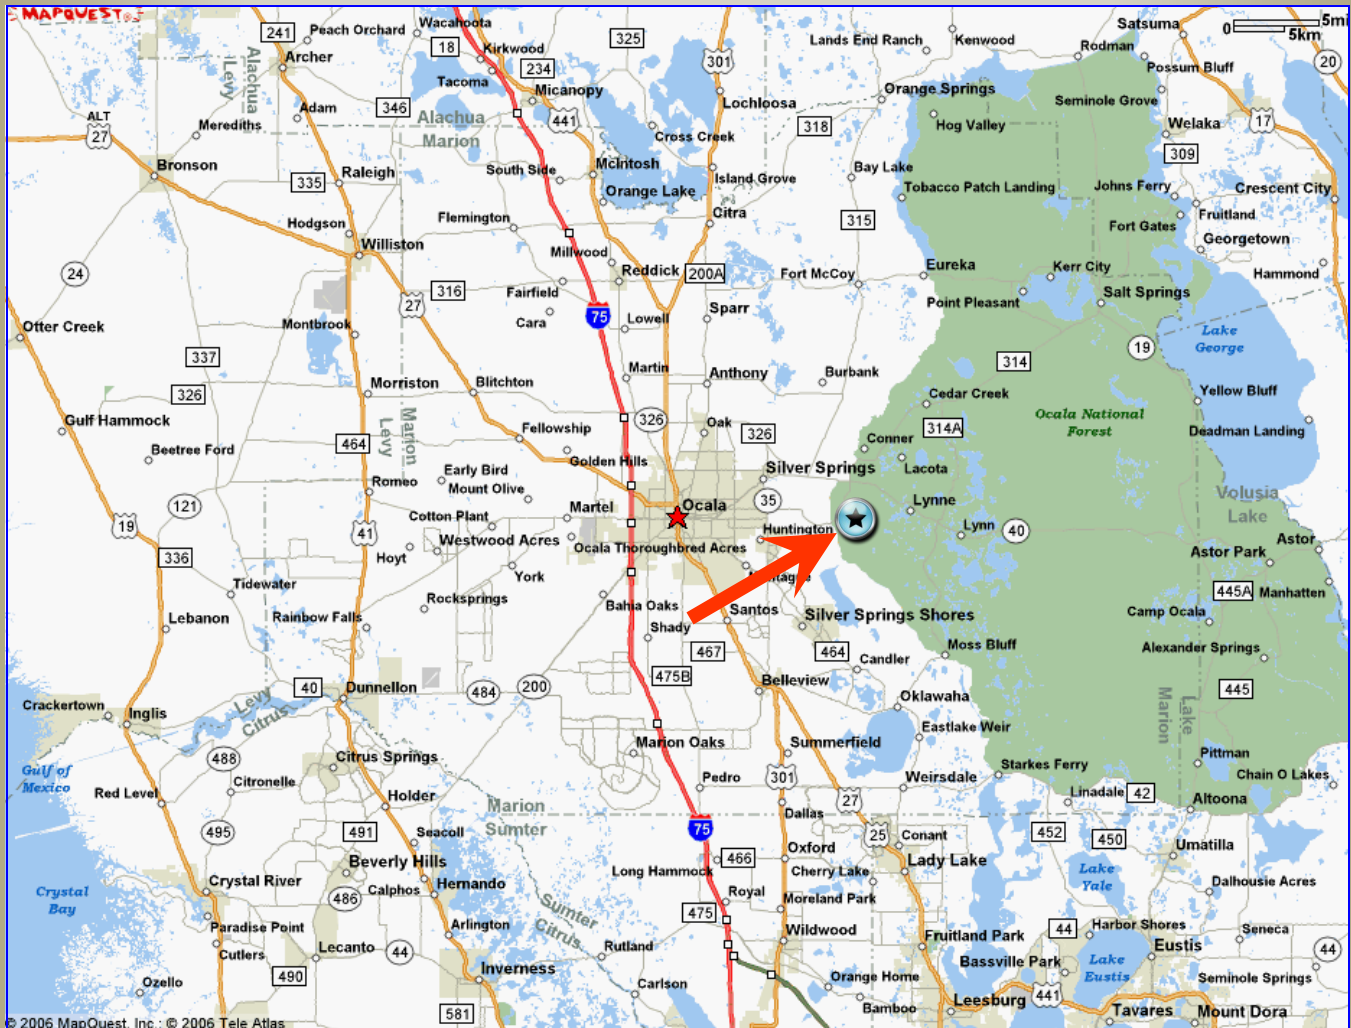 MAPQUEST
Wacahoota
Satsuma
5mi
0
5km
241
Peach Orchard
18
Kirkwood
325
Lands End Ranch
Kenwood
Rodman
Archer
Alachua
Levy
Tacoma
234
301
Possum Bluff
20
Micanopy
Orange Springs
Adam
346
Lochloosa
Seminole Grove
ALT
27
Merediths
Alachua
Marion
441
318
Hog Valley
Welaka
17
Cross Creek
309
Bronson
Raleigh
South Side
McIntosh
Bay Lake
335
Island Grove
Orange Lake
Tobacco Patch Landing
Johns Ferry
Crescent City
Hodgson
Flemington
Citra
315
Fruitland
Fort Gates
Williston
Millwood
Georgetown
24
Reddick
200A
Fort McCoy
Eureka
Kerr City
Hammond
316
Fairfield
Salt Springs
27
Point Pleasant
Otter Creek
Montbrook
Cara
75
Lowell
Sparr
Lake
George
337
19
314
326
Morriston
Blitchton
Martin
Anthony
Burbank
Cedar Creek
Yellow Bluff
Gulf Hammock
Marion
Levy
Ocala National
Forest
464
Fellowship
326
Oak
326
314A
Deadman Landing
Beetree Ford
Conner
Golden Hills
Early Bird
Silver Springs
Lacota
Romeo
Mount Olive
35
Lynne
Volusia
Lake
121
Martel
Ocala
19
Cotton Plant
Huntington
Lynn
40
41
Westwood Acres
Astor
336
Hoyt
Ocala Thoroughbred Acres
Astor Park
York
Tidewater
445A
Manhatten
Rocksprings
Bahia Oaks
Santos
Camp Ocala
Lebanon
Rainbow Falls
Silver Springs Shores
Shady
467
464
Moss Bluff
Alexander Springs
Candler
475B
40
Dunnellon
484
200
Belleview
445
Levy
Citrus
Oklawaha
Marion
Lake
Crackertown
Inglis
Eastlake Weir
488
Citrus Springs
Marion Oaks
Summerfield
Pittman
Gulf of
Mexico
Starkes Ferry
Citronelle
Pedro
301
Weirsdale
Chain O Lakes
Red Level
Holder
27
Linadale
42
Altoona
Marion
Sumter
Dallas
495
491
Seacoll
75
25
Conant
452
450
Umatilla
Oxford
Beverly Hills
466
Lady Lake
Long Hammock
Cherry Lake
Lake
Yale
Crystal River
Calphos
Hernando
Dalhousie Acres
Crystal
Bay
486
Royal
Moreland Park
475
Arlington
Sumter
Citrus
44
Harbor Shores
Paradise Point
Wildwood
Fruitland Park
Seneca
Cutlers
Lecanto
44
Rutland
Eustis
44
Bassville Park
Lake
Eustis
490
Inverness
Orange Home
Seminole Springs
Ozello
Carlson
441
Leesburg
Bamboo
581
Tavares
Mount Dora
© 2006 MapQuest, Inc.; © 2006 Tele Atlas